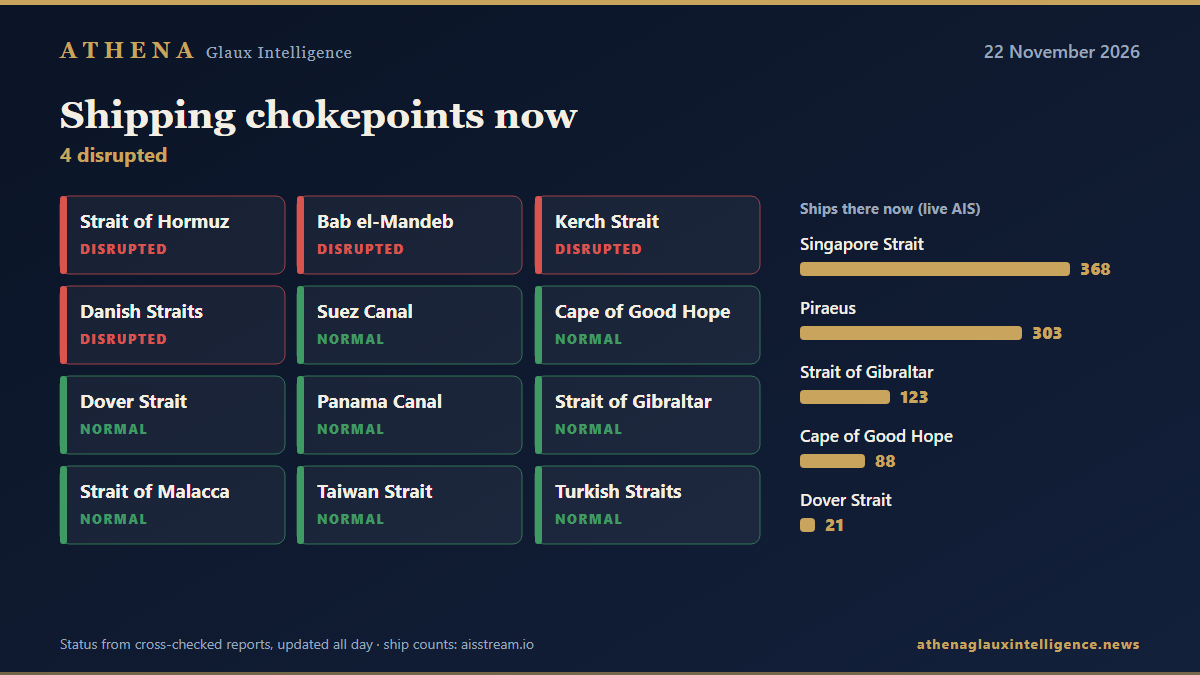 ATHENA Glaux Intelligence
22 November 2026
Shipping chokepoints now
4 disrupted
Strait of Hormuz
DISRUPTED
Bab el-Mandeb
DISRUPTED
Kerch Strait
DISRUPTED
Danish Straits
DISRUPTED
Suez Canal
NORMAL
Cape of Good Hope
NORMAL
Dover Strait
NORMAL
Panama Canal
NORMAL
Strait of Gibraltar
NORMAL
Strait of Malacca
NORMAL
Taiwan Strait
NORMAL
Turkish Straits
NORMAL
Ships there now (live AIS)
Singapore Strait
368
Piraeus
303
Strait of Gibraltar
123
Cape of Good Hope
88
Dover Strait
21
Status from cross-checked reports, updated all day · ship counts: aisstream.io
athenaglauxintelligence.news